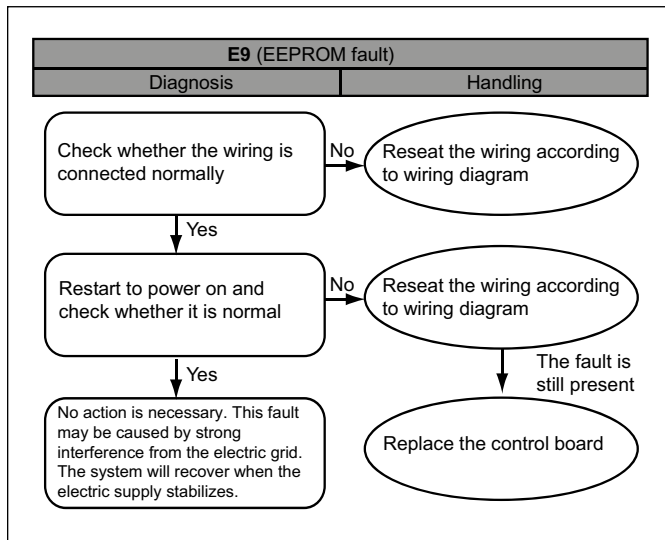 E9 (EEPROM fault)
Diagnosis
Handling
Check whether the wiring is
connected normally
No
Reseat the wiring according
to wiring diagram
Yes
Restart to power on and
check whether it is normal
No
Reseat the wiring according
to wiring diagram
Yes
The fault is
still present
No action is necessary. This fault
may be caused by strong
interference from the electric grid.
The system will recover when the
electric supply stabilizes.
Replace the control board